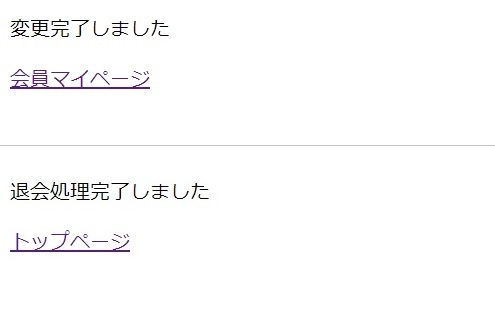 変更完了しました
会員マイページ
退会処理完了しました
トップページ